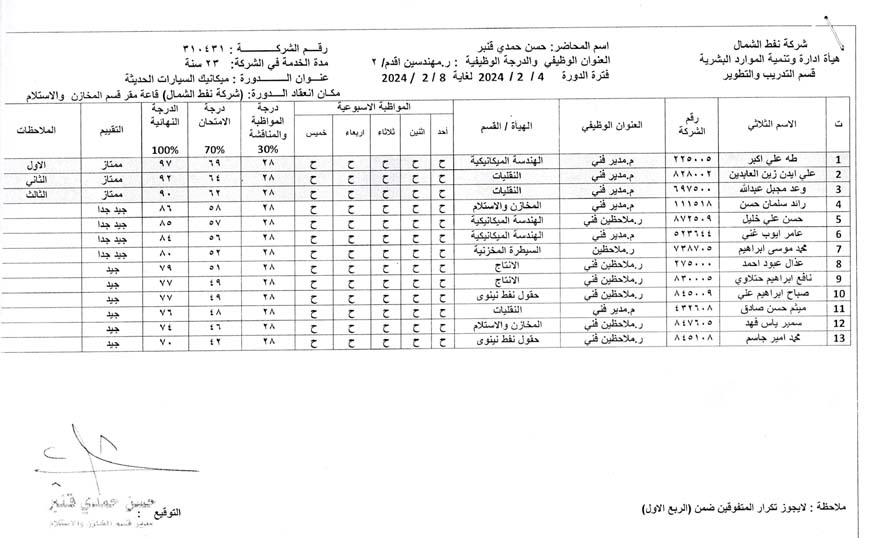 شركة نفط الشمال
هيأة ادارة وتنمية الموارد البشرية
قسم التدريب والتطوير
اسم المحاضر: حسن حمدي قنبر
العنوان الوظيفي والدرجة الوظيفية : ر.مهندسين اقدم/ ٢
فترة الدورة 4 / 2 / 2024 لغاية 8 / 2 / 2024
رقــم الشركـــــــة : ٣١٠٤٣١
مدة الخدمة في الشركة: ٢٣ سنة
عنــوان الــــــدورة : ميكانيك السيارات الحديثة
مكان انعقاد الـدورة: (شركة نفط الشمال) قاعة مقر قسم المخازن والاستلام
ت الاسم الثلاثي رقم الشركة العنوان الوظيفي الهيأة / القسم المواظبة الاسبوعية درجة المواظبة والمناقشة 30% درجة الامتحان 70% الدرجة النهائية 100% التقييم الملاحظات
احد اثنين ثلاثاء اربعاء خميس
1 طه علي اكبر ٢٢٥٠٠٥ م.مدير فني الهندسة الميكانيكية ح ح ح ح ح ٢٨ ٦٩ ٩٧ ممتاز الاول
2 علي ايدن زين العابدين ٨٢٨٠٠٢ م.مدير فني النقليات ح ح ح ح ح ٢٨ ٦٤ ٩٢ ممتاز الثاني
3 وعد مجبل عبدالله ٦٩٧٥٠٠ م.مدير فني النقليات ح ح ح ح ح ٢٨ ٦٢ ٩٠ ممتاز الثالث
4 رائد سلمان حسن ١١١٥١٨ م.مدير فني المخازن والاستلام ح ح ح ح ح ٢٨ ٥٨ ٨٦ جيد جدا
5 حسن علي خليل ٨٧٢٥٠٩ ر.ملاحظين فني الهندسة الميكانيكية ح ح ح ح ح ٢٨ ٥٧ ٨٥ جيد جدا
6 عامر ايوب غني ٥٢٣٦٤٤ م.مدير فني الهندسة الميكانيكية ح ح ح ح ح ٢٨ ٥٦ ٨٤ جيد جدا
7 محمد موسى ابراهيم ٧٣٨٧٠٥ ر.ملاحظين السيطرة المخزنية ح ح ح ح ح ٢٨ ٥٢ ٨٠ جيد جدا
8 عذال عبود احمد ٢٧٥٠٠٠ ر.ملاحظين فني الانتاج ح ح ح ح ح ٢٨ ٥١ ٧٩ جيد
9 نافع ابراهيم حتلاوي ٨٣٠٠٠٥ ر.ملاحظين فني الانتاج ح ح ح ح ح ٢٨ ٤٩ ٧٧ جيد
10 صباح ابراهيم علي ٨٤٥٠٠٩ ر.ملاحظين فني حقول نفط نينوى ح ح ح ح ح ٢٨ ٤٩ ٧٧ جيد
11 ميثم حسن صادق ٤٣٢٦٠٨ م.مدير فني النقليات ح ح ح ح ح ٢٨ ٤٨ ٧٦ جيد
12 سمير ياس فهد ٨٤٧٦٠٥ ر.ملاحظين فني المخازن والاستلام ح ح ح ح ح ٢٨ ٤٦ ٧٤ جيد
13 محمد امير جاسم ٨٤٥١٠٨ ر.ملاحظين فني حقول نفط نينوى ح ح ح ح ح ٢٨ ٤٢ ٧٠ جيد
ملاحظة : لايجوز تكرار المتفوقين ضمن (الربع الاول)
التوقيع :
حسن حمدي قنبر